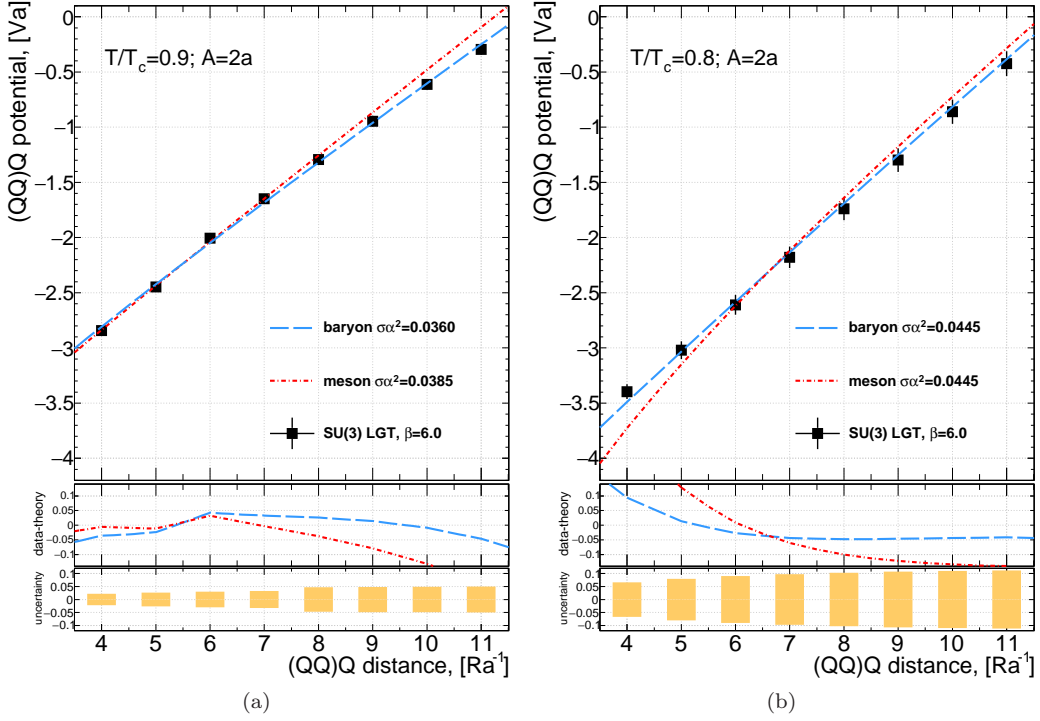 (QQ)Q potential, [Va]
0
−0.5
−1
−1.5
−2
−2.5
−3
−3.5
−4
T/Tc=0.9; A=2a
baryon σα²=0.0360
meson σα²=0.0385
SU(3) LGT, β=6.0
data-theory
0.1
0.05
0
−0.05
−0.1
uncertainty
0.1
0.05
0
−0.05
−0.1
4 5 6 7 8 9 10 11
(QQ)Q distance, [Ra⁻¹]
(a)
(QQ)Q potential, [Va]
0
−0.5
−1
−1.5
−2
−2.5
−3
−3.5
−4
T/Tc=0.8; A=2a
baryon σα²=0.0445
meson σα²=0.0445
SU(3) LGT, β=6.0
data-theory
0.1
0.05
0
−0.05
−0.1
uncertainty
0.1
0.05
0
−0.05
−0.1
4 5 6 7 8 9 10 11
(QQ)Q distance, [Ra⁻¹]
(b)